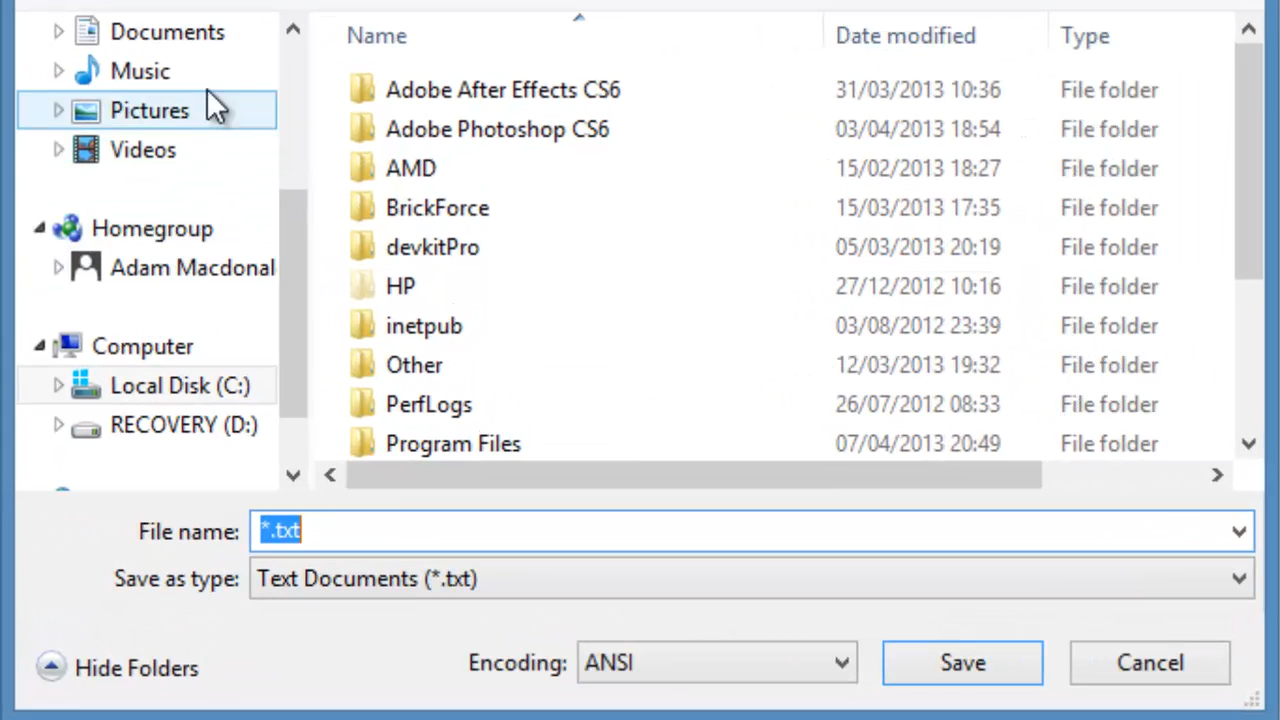 Documents
Music
Pictures
Videos
Homegroup
Adam Macdonal
Computer
Local Disk (C:)
RECOVERY (D:)
Name Date modified Type
Adobe After Effects CS6 31/03/2013 10:36 File folder
Adobe Photoshop CS6 03/04/2013 18:54 File folder
AMD 15/02/2013 18:27 File folder
BrickForce 15/03/2013 17:35 File folder
devkitPro 05/03/2013 20:19 File folder
HP 27/12/2012 10:16 File folder
inetpub 03/08/2012 23:39 File folder
Other 12/03/2013 19:32 File folder
PerfLogs 26/07/2012 08:33 File folder
Program Files 07/04/2013 20:49 File folder
File name: *.txt
Save as type: Text Documents (*.txt)
Hide Folders Encoding: ANSI Save Cancel